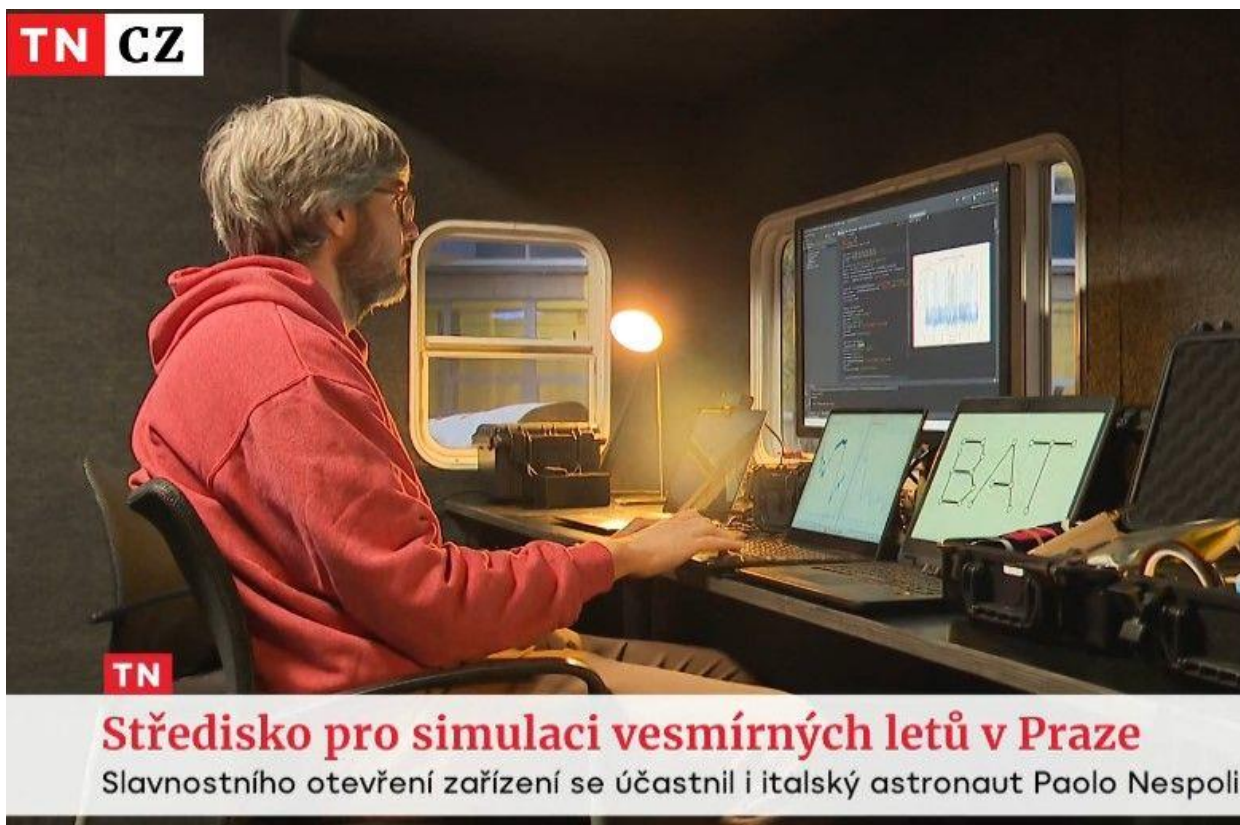 TN CZ
BAT
TN
Středisko pro simulaci vesmírných letů v Praze
Slavnostního otevření zařízení se účastnil i italský astronaut Paolo Nespoli